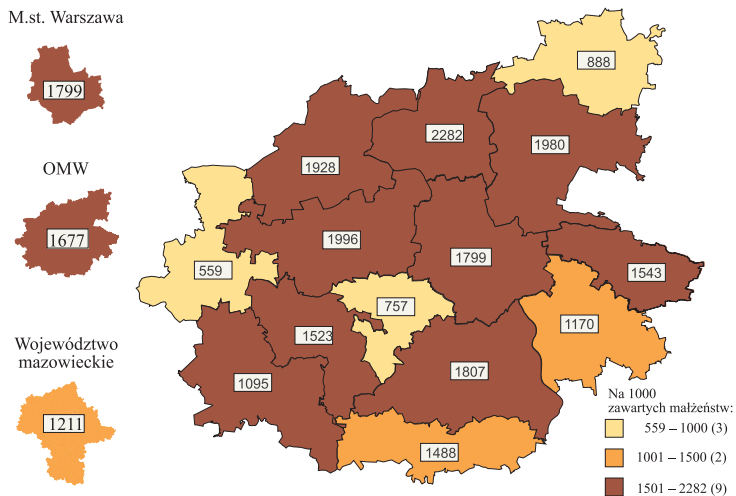 M.st. Warszawa
1799
OMW
1677
Województwo
mazowieckie
1211
888
2282
1980
1928
1996
1799
559
1543
757
1170
1523
1095
1807
1488
Na 1000
zawartych małżeństw:
559 – 1000 (3)
1001 – 1500 (2)
1501 – 2282 (9)